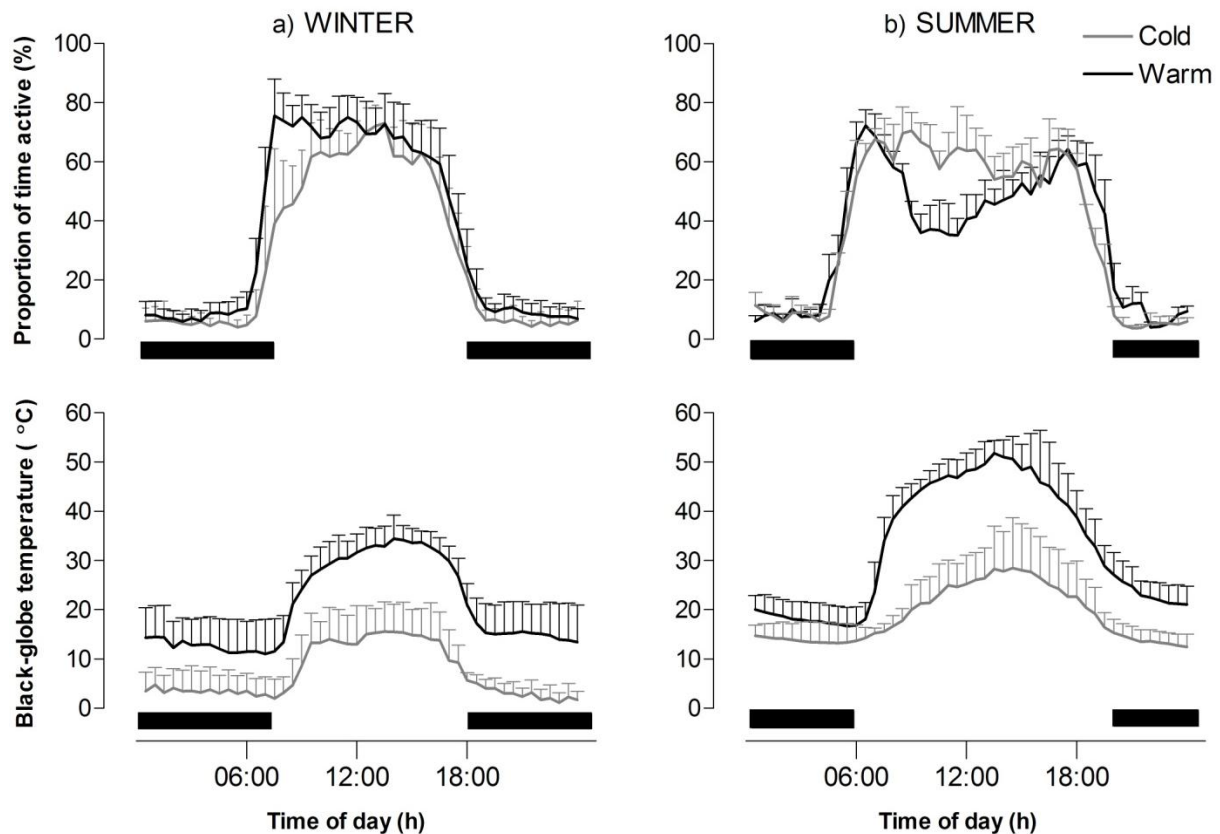 a) WINTER
Proportion of time active (%)
100
80
60
40
20
0
b) SUMMER
Cold
Warm
100
80
60
40
20
0
Black-globe temperature ( °C)
60
50
40
30
20
10
0
06:00 12:00 18:00
Time of day (h)
60
50
40
30
20
10
0
06:00 12:00 18:00
Time of day (h)